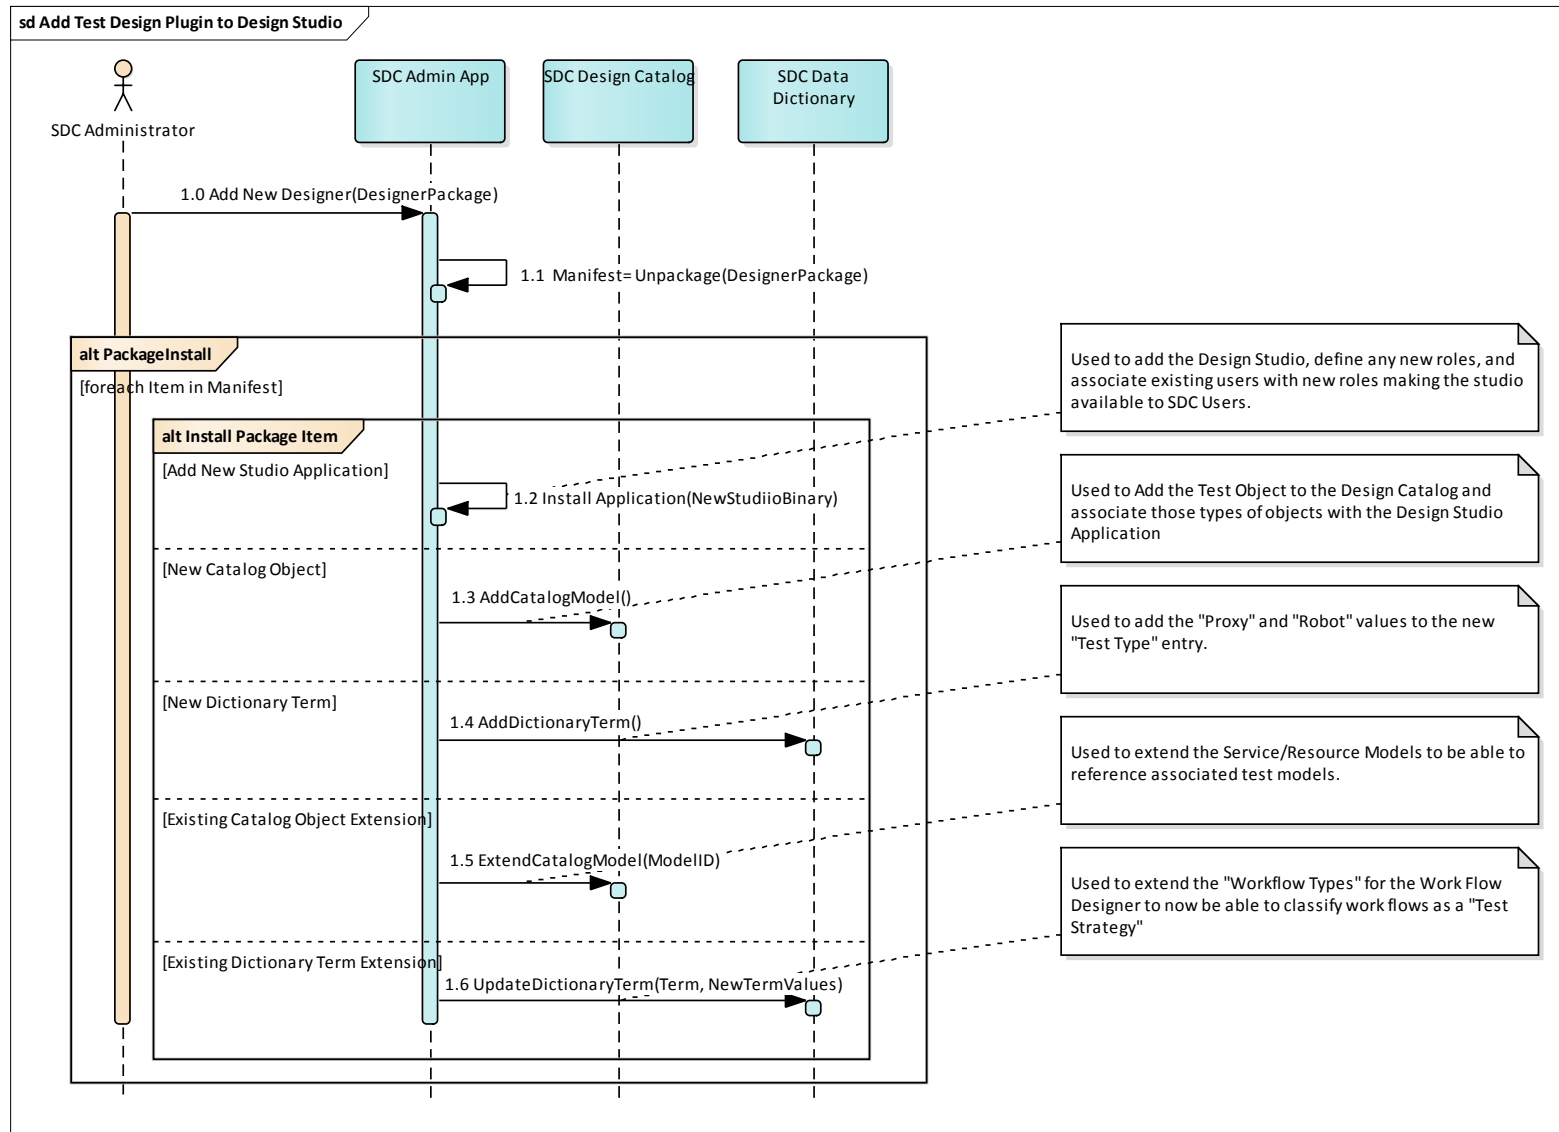 sd Add Test Design Plugin to Design Studio
SDC Administrator
SDC Admin App
SDC Design Catalog
SDC Data
Dictionary
1.0 Add New Designer(DesignerPackage)
1.1 Manifest= Unpackage(DesignerPackage)
alt PackageInstall
[foreach Item in Manifest]
Used to add the Design Studio, define any new roles, and
associate existing users with new roles making the studio
available to SDC Users.
alt Install Package Item
[Add New Studio Application]
1.2 Install Application(NewStudiioBinary)
Used to Add the Test Object to the Design Catalog and
associate those types of objects with the Design Studio
Application
[New Catalog Object]
1.3 AddCatalogModel()
Used to add the "Proxy" and "Robot" values to the new
"Test Type" entry.
[New Dictionary Term]
1.4 AddDictionaryTerm()
Used to extend the Service/Resource Models to be able to
reference associated test models.
[Existing Catalog Object Extension]
1.5 ExtendCatalogModel(ModelID)
Used to extend the "Workflow Types" for the Work Flow
Designer to now be able to classify work flows as a "Test
Strategy"
[Existing Dictionary Term Extension]
1.6 UpdateDictionaryTerm(Term, NewTermValues)